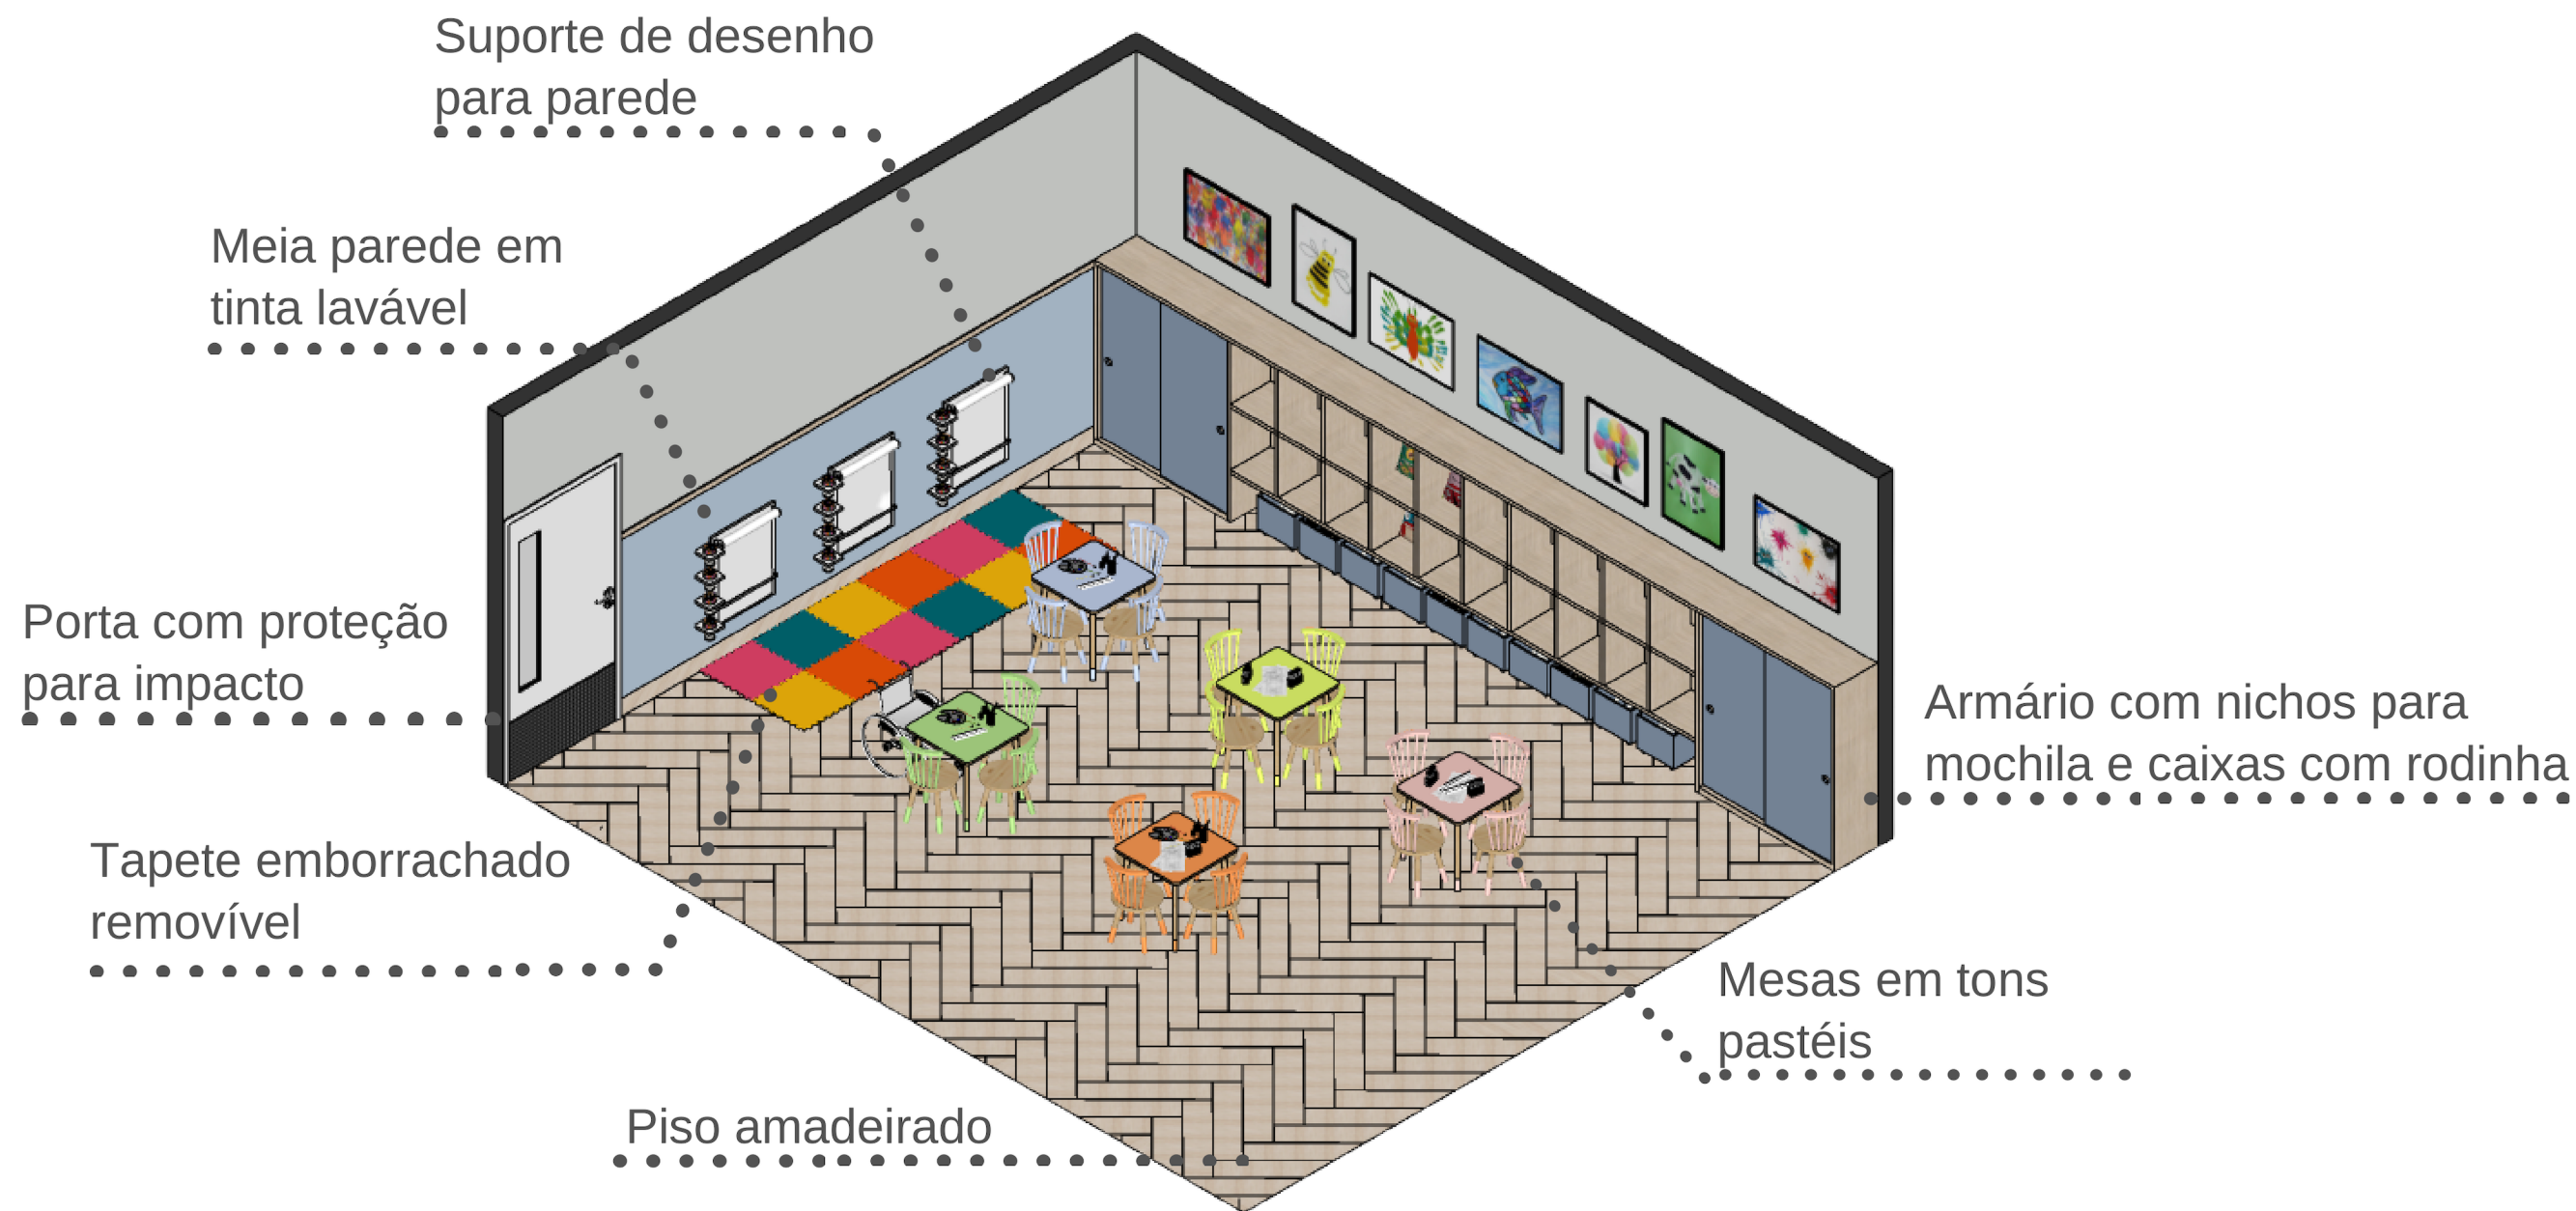 Suporte de desenho
para parede
Meia parede em
tinta lavável
Porta com proteção
para impacto
Armário com nichos para
mochila e caixas com rodinha
Tapete emborrachado
removível
Mesas em tons
pastéis
Piso amadeirado